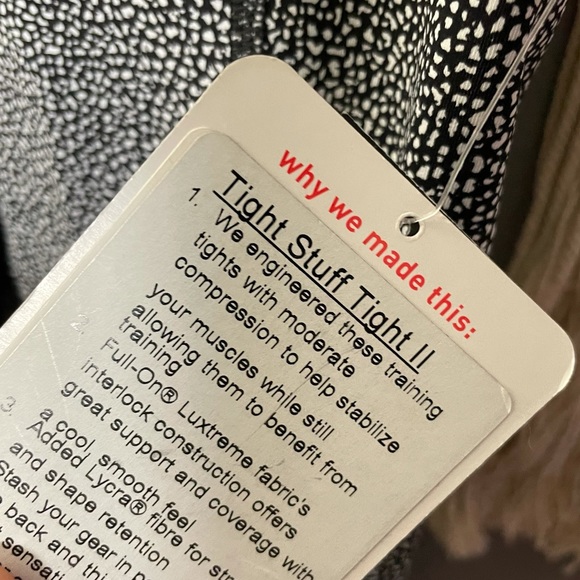 why we made this:
Tight Stuff Tight II
1. We engineered these training
tights with moderate
compression to help stabilize
your muscles while still
allowing them to benefit from
training
2. Full-On® Luxtreme fabric's
interlock construction offers
great support and coverage with
a cool, smooth feel
3. Added Lycra® fibre for
and shape retention
Stash your gear in
back and